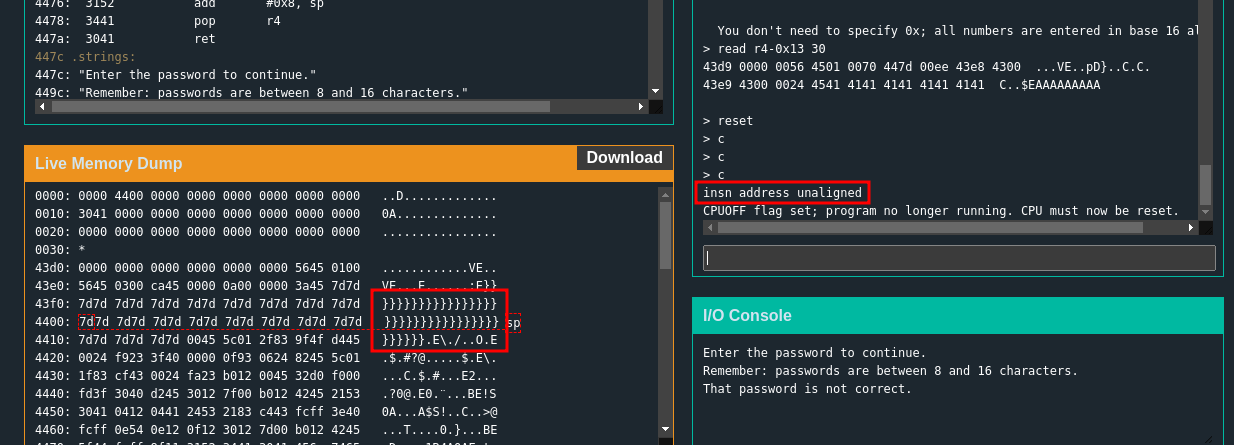 4476:  3152           add       #0x8, sp
4478:  3441           pop       r4
447a:  3041           ret
447c .strings:
447c: "Enter the password to continue."
449c: "Remember: passwords are between 8 and 16 characters."
Live Memory Dump
Download
0000: 0000 4400 0000 0000 0000 0000 0000 0000   ..D.............
0010: 3041 0000 0000 0000 0000 0000 0000 0000   0A..............
0020: 0000 0000 0000 0000 0000 0000 0000 0000   ................
0030: *
43d0: 0000 0000 0000 0000 0000 0000 5645 0100   ............VE..
43e0: 5645 0300 ca45 0000 0a00 0000 3a45 7d7d   VE...E......:E}}
43f0: 7d7d 7d7d 7d7d 7d7d 7d7d 7d7d 7d7d 7d7d   }}}}}}}}}}}}}}}}
4400: 7d7d 7d7d 7d7d 7d7d 7d7d 7d7d 7d7d 7d7d   }}}}}}}}}}}}}}}} sp
4410: 7d7d 7d7d 7d7d 0045 5c01 2f83 9f4f d445   }}}}}}.E\./..O.E
4420: 0024 f923 3f40 0000 0f93 0624 8245 5c01   .$.#?@.....$.E\.
4430: 1f83 cf43 0024 fa23 b012 0045 32d0 f000   ...C.$.#...E2...
4440: fd3f 3040 d245 3012 7f00 b012 4245 2153   .?0@.E0.¨...BE!S
4450: 3041 0412 0441 2453 2183 c443 fcff 3e40   0A...A$S!..C..>@
4460: fcff 0e54 0e12 0f12 3012 7d00 b012 4245   ...T....0.}...BE
You don't need to specify 0x; all numbers are entered in base 16 al
> read r4-0x13 30
43d9 0000 0056 4501 0070 447d 00ee 43e8 4300   ...VE..pD}..C.C.
43e9 4300 0024 4541 4141 4141 4141 4141   C..$EAAAAAAAAA
> reset
> c
> c
> c
insn address unaligned
CPUOFF flag set; program no longer running. CPU must now be reset.
I/O Console
Enter the password to continue.
Remember: passwords are between 8 and 16 characters.
That password is not correct.